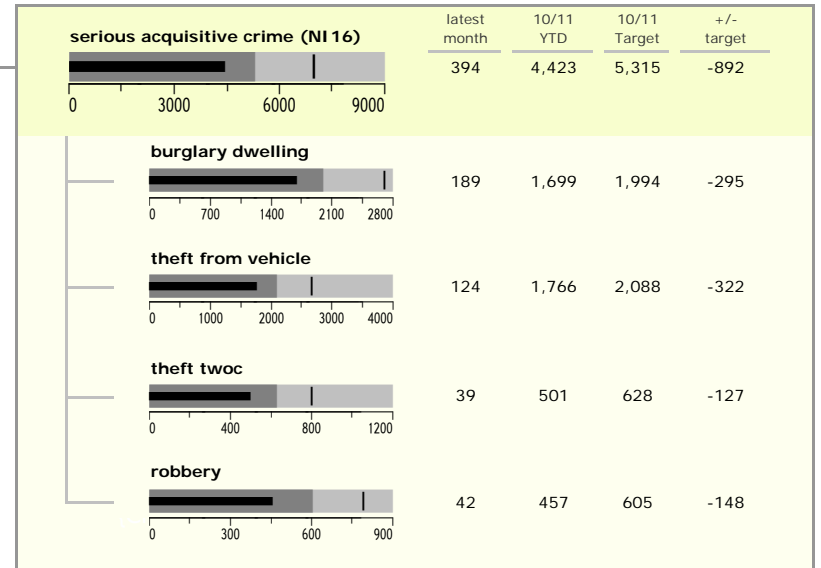 latest 10/11 10/11 +/-
serious acquisitive crime (NI16) month YTD Target target
394 4,423 5,315 -892
0 3000 6000 9000
burglary dwelling
189 1,699 1,994 -295
0 700 1400 2100 2800
theft from vehicle
124 1,766 2,088 -322
0 1000 2000 3000 4000
theft twoc
39 501 628 -127
0 400 800 1200
robbery
42 457 605 -148
0 300 600 900